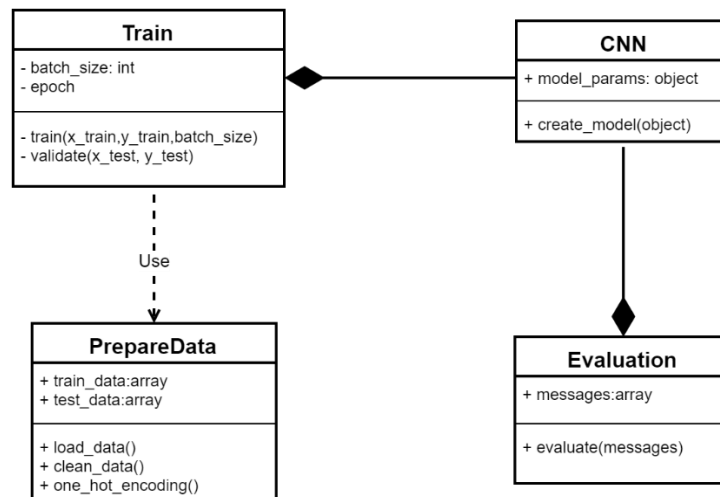 Train
- batch_size: int
- epoch
- train(x_train,y_train,batch_size)
- validate(x_test, y_test)
CNN
+ model_params: object
+ create_model(object)
Use
PrepareData
+ train_data:array
+ test_data:array
+ load_data()
+ clean_data()
+ one_hot_encoding()
Evaluation
+ messages:array
+ evaluate(messages)